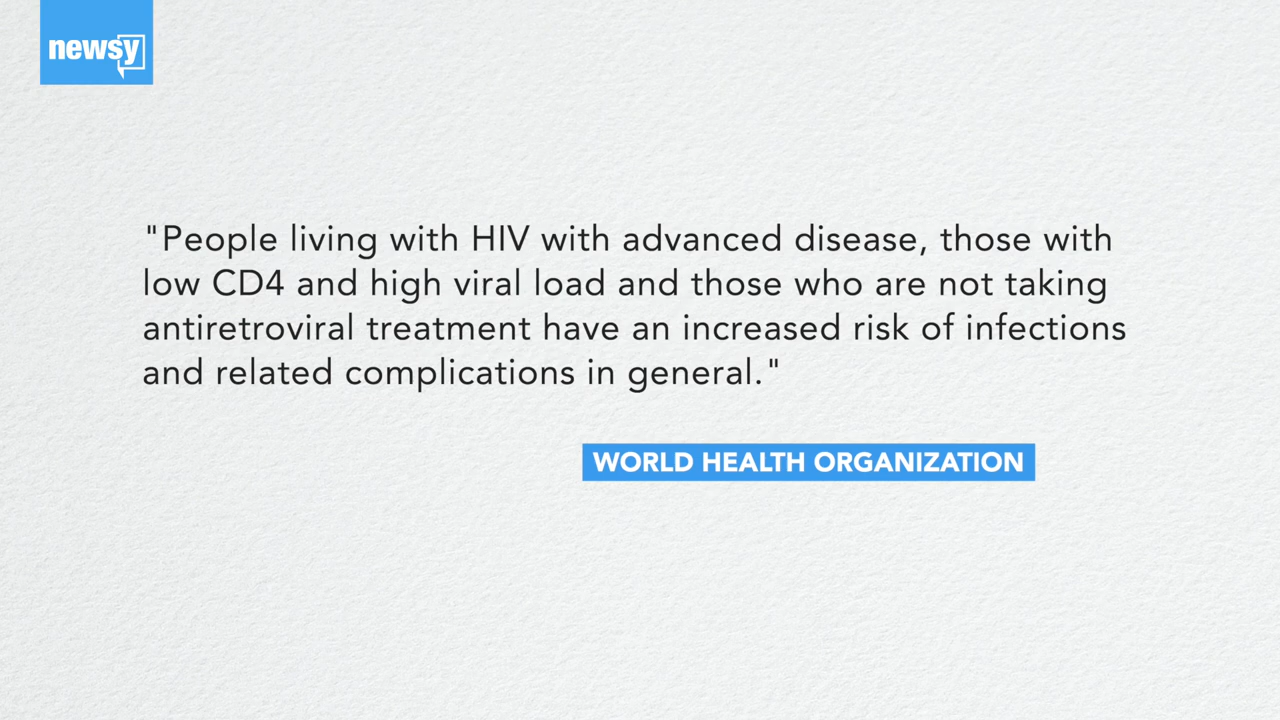 newsy
"People living with HIV with advanced disease, those with
low CD4 and high viral load and those who are not taking
antiretroviral treatment have an increased risk of infections
and related complications in general."
WORLD HEALTH ORGANIZATION